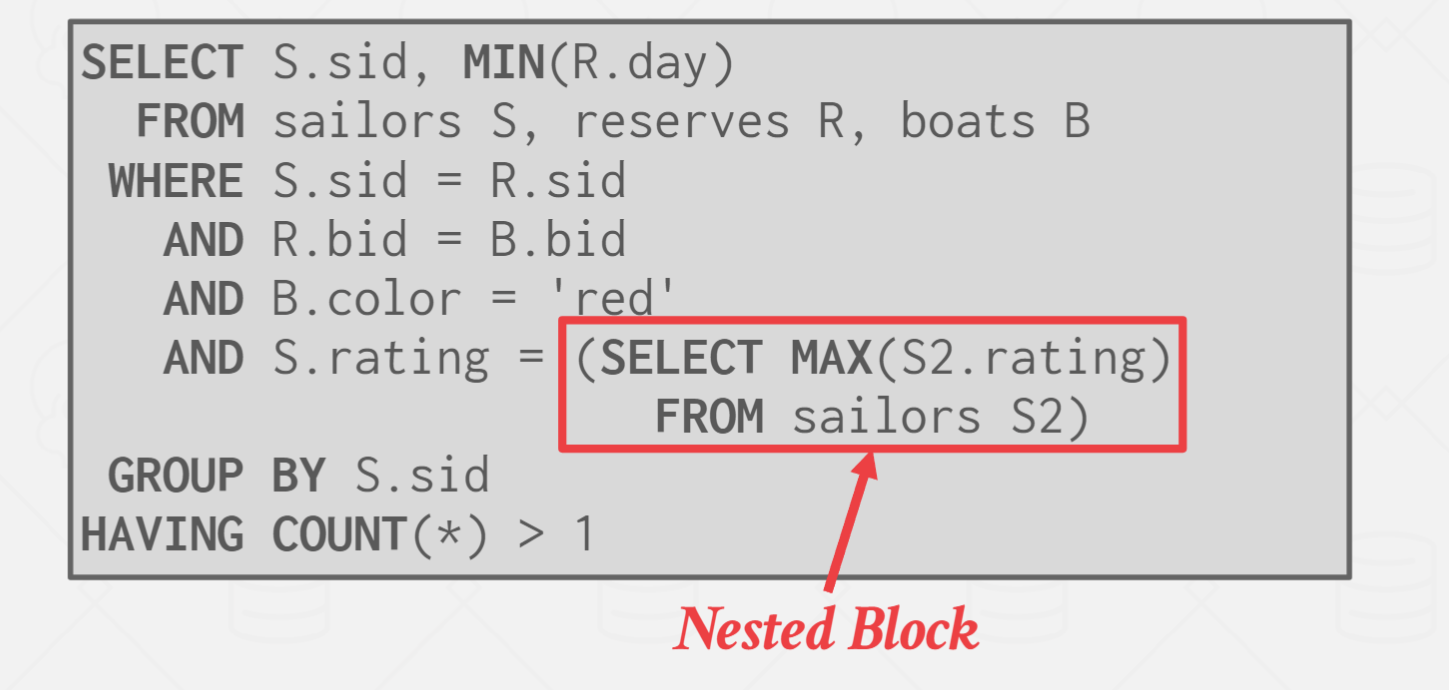 SELECT S.sid, MIN(R.day)
FROM sailors S, reserves R, boats B
WHERE S.sid = R.sid
AND R.bid = B.bid
AND B.color = 'red'
AND S.rating = (SELECT MAX(S2.rating)
FROM sailors S2)
GROUP BY S.sid
HAVING COUNT(*) > 1
Nested Block